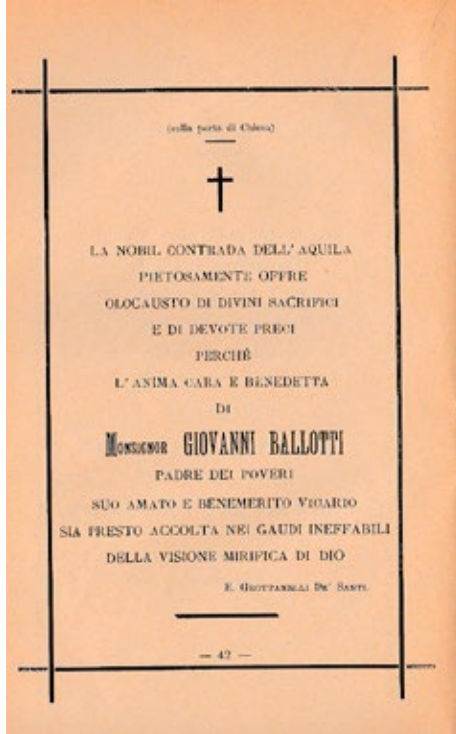 (sulla porta di Chiesa)
LA NOBIL CONTRADA DELL' AQUILA
PIETOSAMENTE OFFRE
OLOCAUSTO DI DIVINI SACRIFICI
E DI DEVOTE PRECI
PERCHÉ
L' ANIMA CARA E BENEDETTA
DI
MONSIGNOR GIOVANNI BALLOTTI
PADRE DEI POVERI
SUO AMATO E BENEMERITO VICARIO
SIA PRESTO ACCOLTA NEI GAUDI INEFFABILI
DELLA VISIONE MIRIFICA DI DIO
E. GROTTANELLI DE' SANTI.
— 42 —